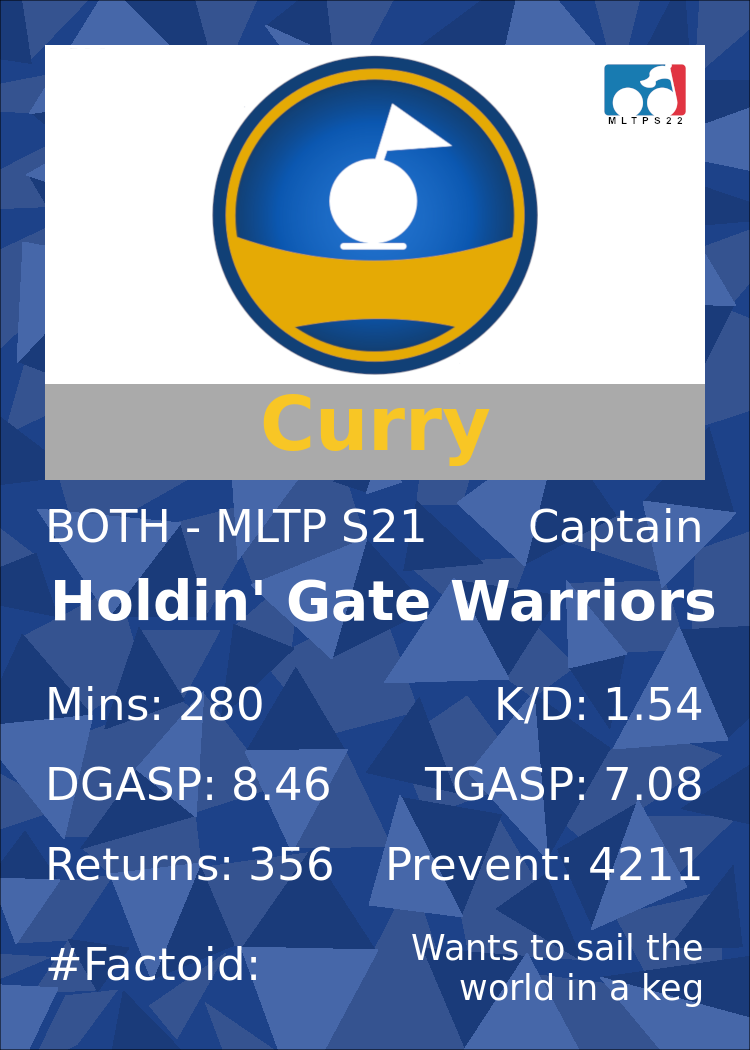 MLTPS22
Curry
BOTH - MLTP S21 Captain
Holdin' Gate Warriors
Mins: 280 K/D: 1.54
DGASP: 8.46 TGASP: 7.08
Returns: 356 Prevent: 4211
#Factoid: Wants to sail the
world in a keg